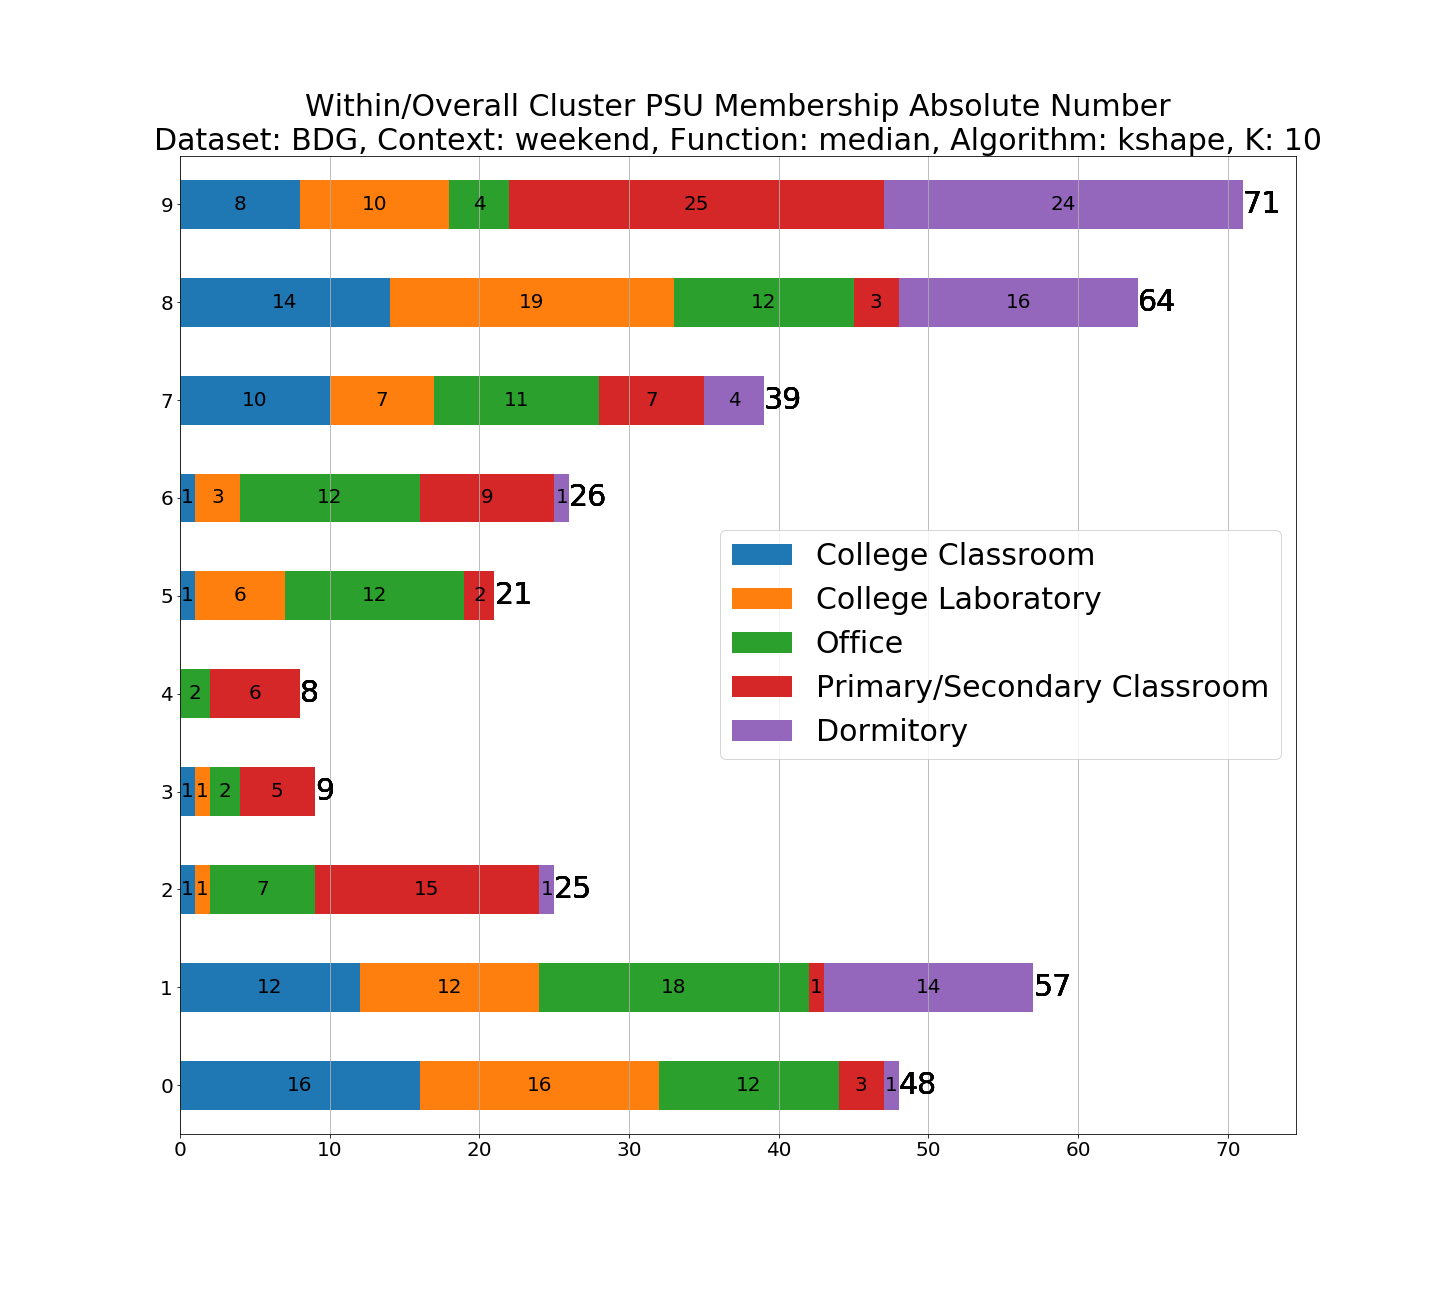 Within/Overall Cluster PSU Membership Absolute Number
Dataset: BDG, Context: weekend, Function: median, Algorithm: kshape, K: 10
9 8 10 4 25 24 71
8 14 19 12 3 16 64
7 10 7 11 7 4 39
6 1 3 12 9 1 26
College Classroom
5 1 6 12 2 21
College Laboratory
Office
4 2 6 8
Primary/Secondary Classroom
Dormitory
3 1 1 2 5 9
2 1 1 7 15 1 25
1 12 12 18 1 14 57
0 16 16 12 3 1 48
0 10 20 30 40 50 60 70